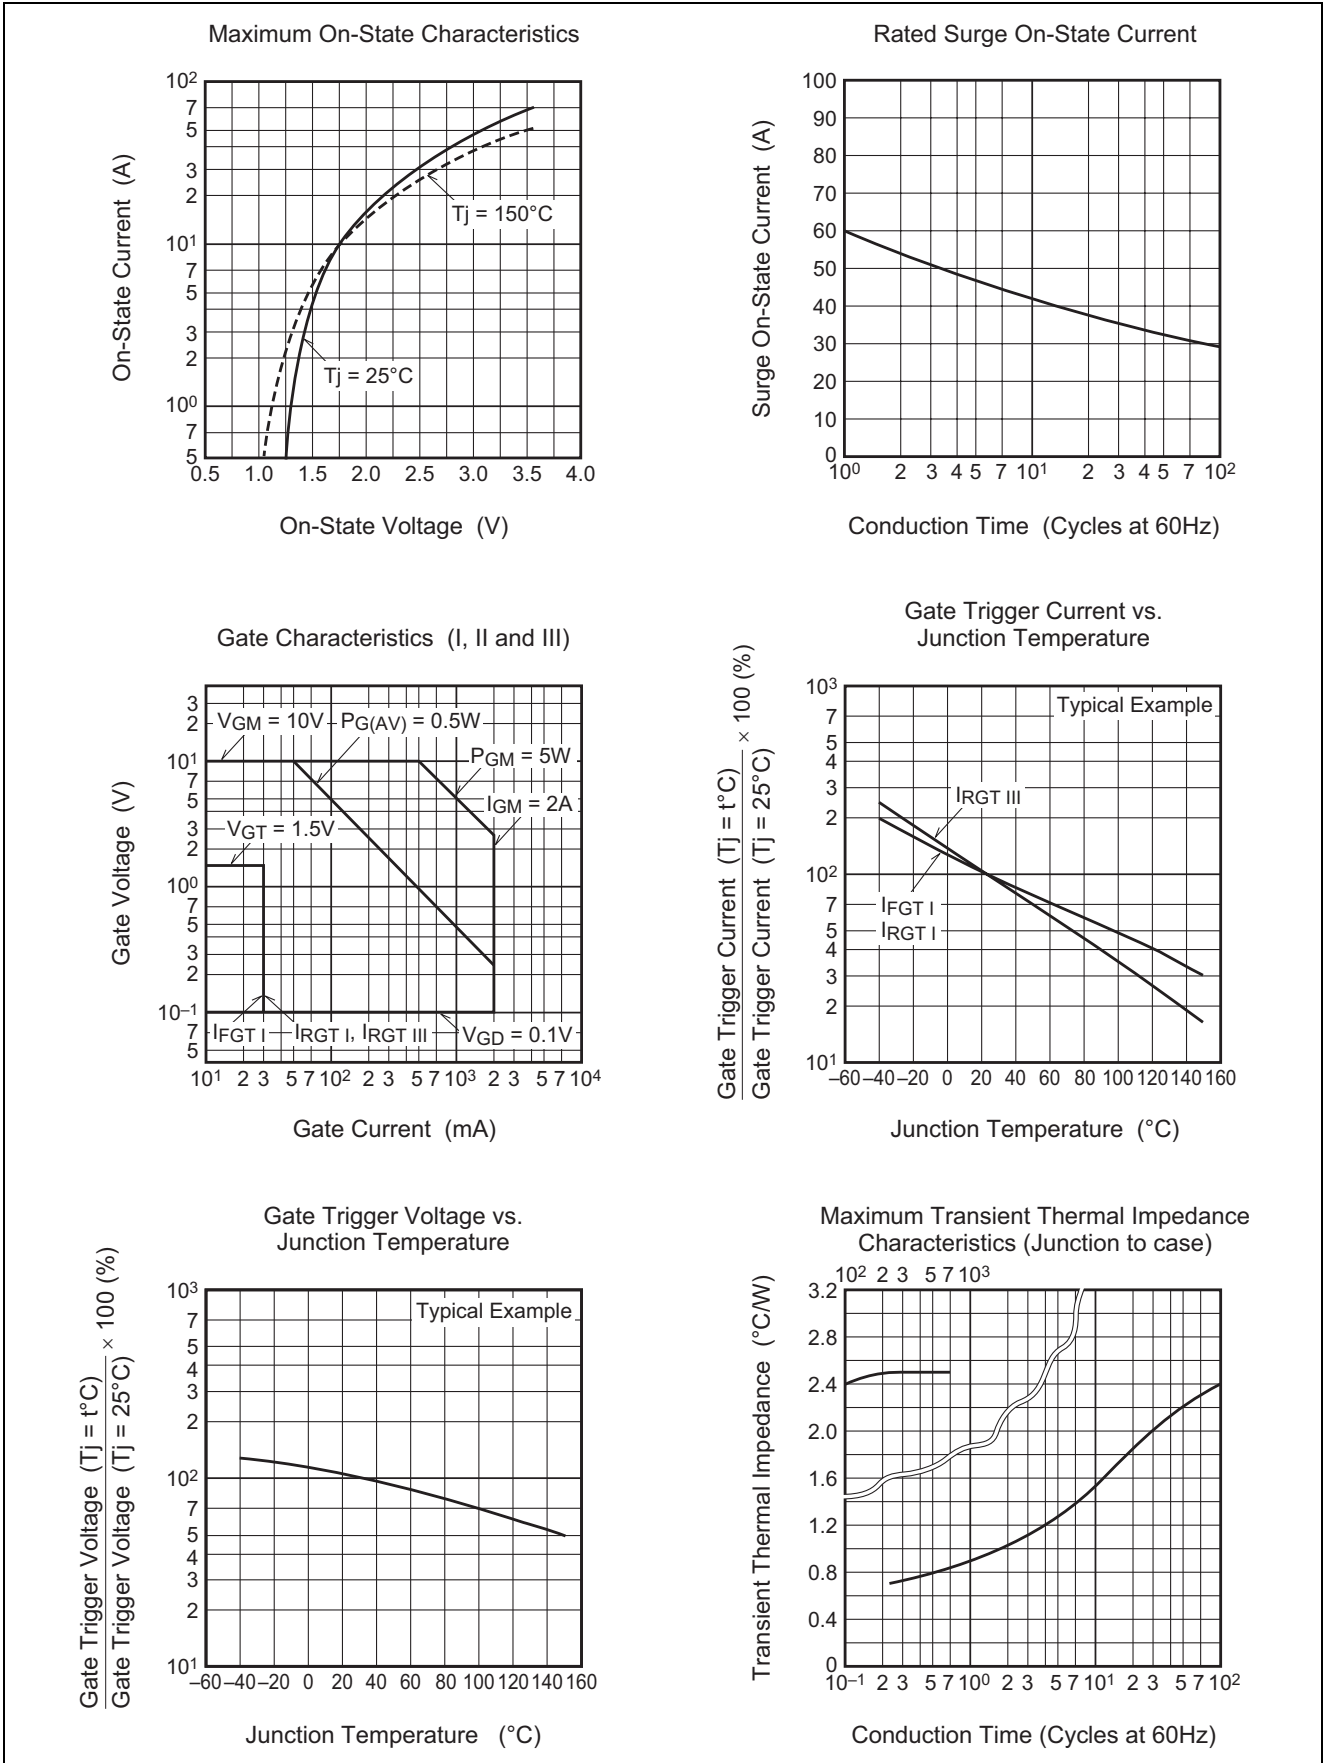 Maximum On-State Characteristics
On-State Current (A)
10²
7
5
3
2
10¹
7
5
3
2
10⁰
7
5
Tj = 150°C
Tj = 25°C
0.5 1.0 1.5 2.0 2.5 3.0 3.5 4.0
On-State Voltage (V)
Rated Surge On-State Current
Surge On-State Current (A)
100
90
80
70
60
50
40
30
20
10
0
10⁰ 2 3 4 5 7 10¹ 2 3 4 5 7 10²
Conduction Time (Cycles at 60Hz)
Gate Characteristics (I, II and III)
Gate Voltage (V)
3
2
10¹
7
5
3
2
10⁰
7
5
3
2
10⁻¹
7
5
VGM = 10V
PG(AV) = 0.5W
PGM = 5W
IGM = 2A
VGT = 1.5V
IFGT I
IRGT I, IRGT III
VGD = 0.1V
10¹ 2 3 5 7 10² 2 3 5 7 10³ 2 3 5 7 10⁴
Gate Current (mA)
Gate Trigger Current vs.
Junction Temperature
Gate Trigger Current (Tj = t°C)
Gate Trigger Current (Tj = 25°C)
× 100 (%)
10³
7
5
4
3
2
10²
7
5
4
3
2
10¹
Typical Example
IRGT III
IFGT I
IRGT I
–60 –40 –20 0 20 40 60 80 100 120 140 160
Junction Temperature (°C)
Gate Trigger Voltage vs.
Junction Temperature
Gate Trigger Voltage (Tj = t°C)
Gate Trigger Voltage (Tj = 25°C)
× 100 (%)
10³
7
5
4
3
2
10²
7
5
4
3
2
10¹
Typical Example
–60 –40 –20 0 20 40 60 80 100 120 140 160
Junction Temperature (°C)
Maximum Transient Thermal Impedance
Characteristics (Junction to case)
Transient Thermal Impedance (°C/W)
10² 2 3 5 7 10³
3.2
2.8
2.4
2.0
1.6
1.2
0.8
0.4
0
10⁻¹ 2 3 5 7 10⁰ 2 3 5 7 10¹ 2 3 5 7 10²
Conduction Time (Cycles at 60Hz)